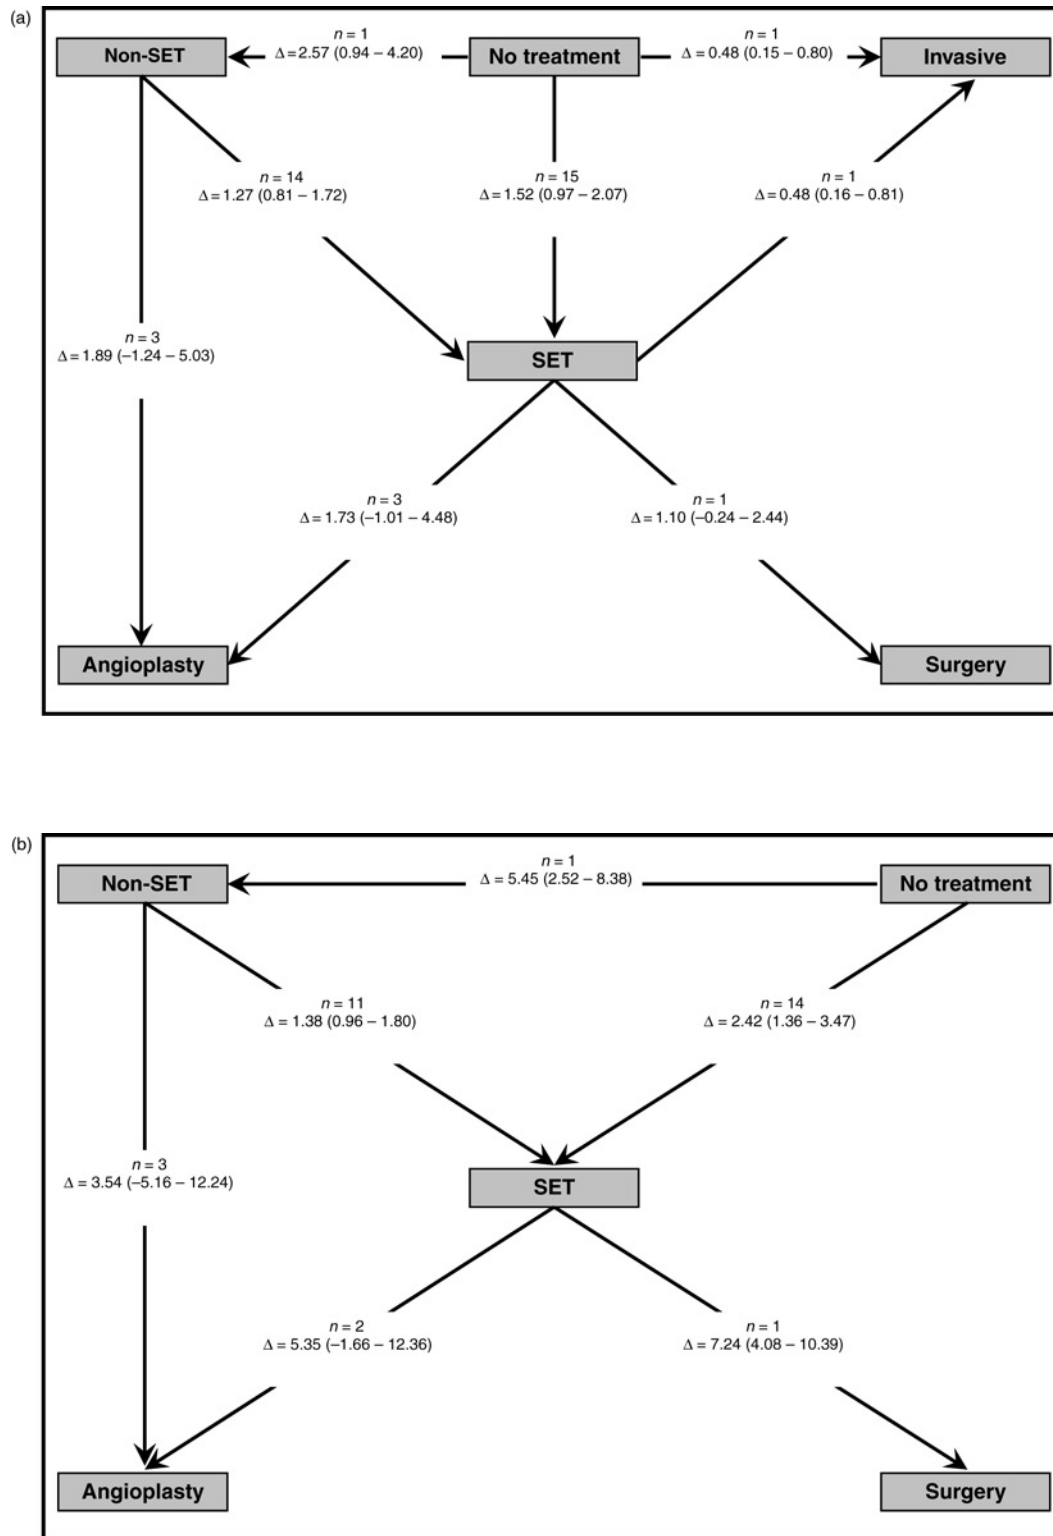 (a)
Non-SET
n = 1
Δ = 2.57 (0.94 – 4.20)
No treatment
n = 1
Δ = 0.48 (0.15 – 0.80)
Invasive
n = 14
Δ = 1.27 (0.81 – 1.72)
n = 15
Δ = 1.52 (0.97 – 2.07)
n = 1
Δ = 0.48 (0.16 – 0.81)
n = 3
Δ = 1.89 (–1.24 – 5.03)
SET
n = 3
Δ = 1.73 (–1.01 – 4.48)
n = 1
Δ = 1.10 (–0.24 – 2.44)
Angioplasty
Surgery
(b)
Non-SET
n = 1
Δ = 5.45 (2.52 – 8.38)
No treatment
n = 11
Δ = 1.38 (0.96 – 1.80)
n = 14
Δ = 2.42 (1.36 – 3.47)
n = 3
Δ = 3.54 (–5.16 – 12.24)
SET
n = 2
Δ = 5.35 (–1.66 – 12.36)
n = 1
Δ = 7.24 (4.08 – 10.39)
Angioplasty
Surgery